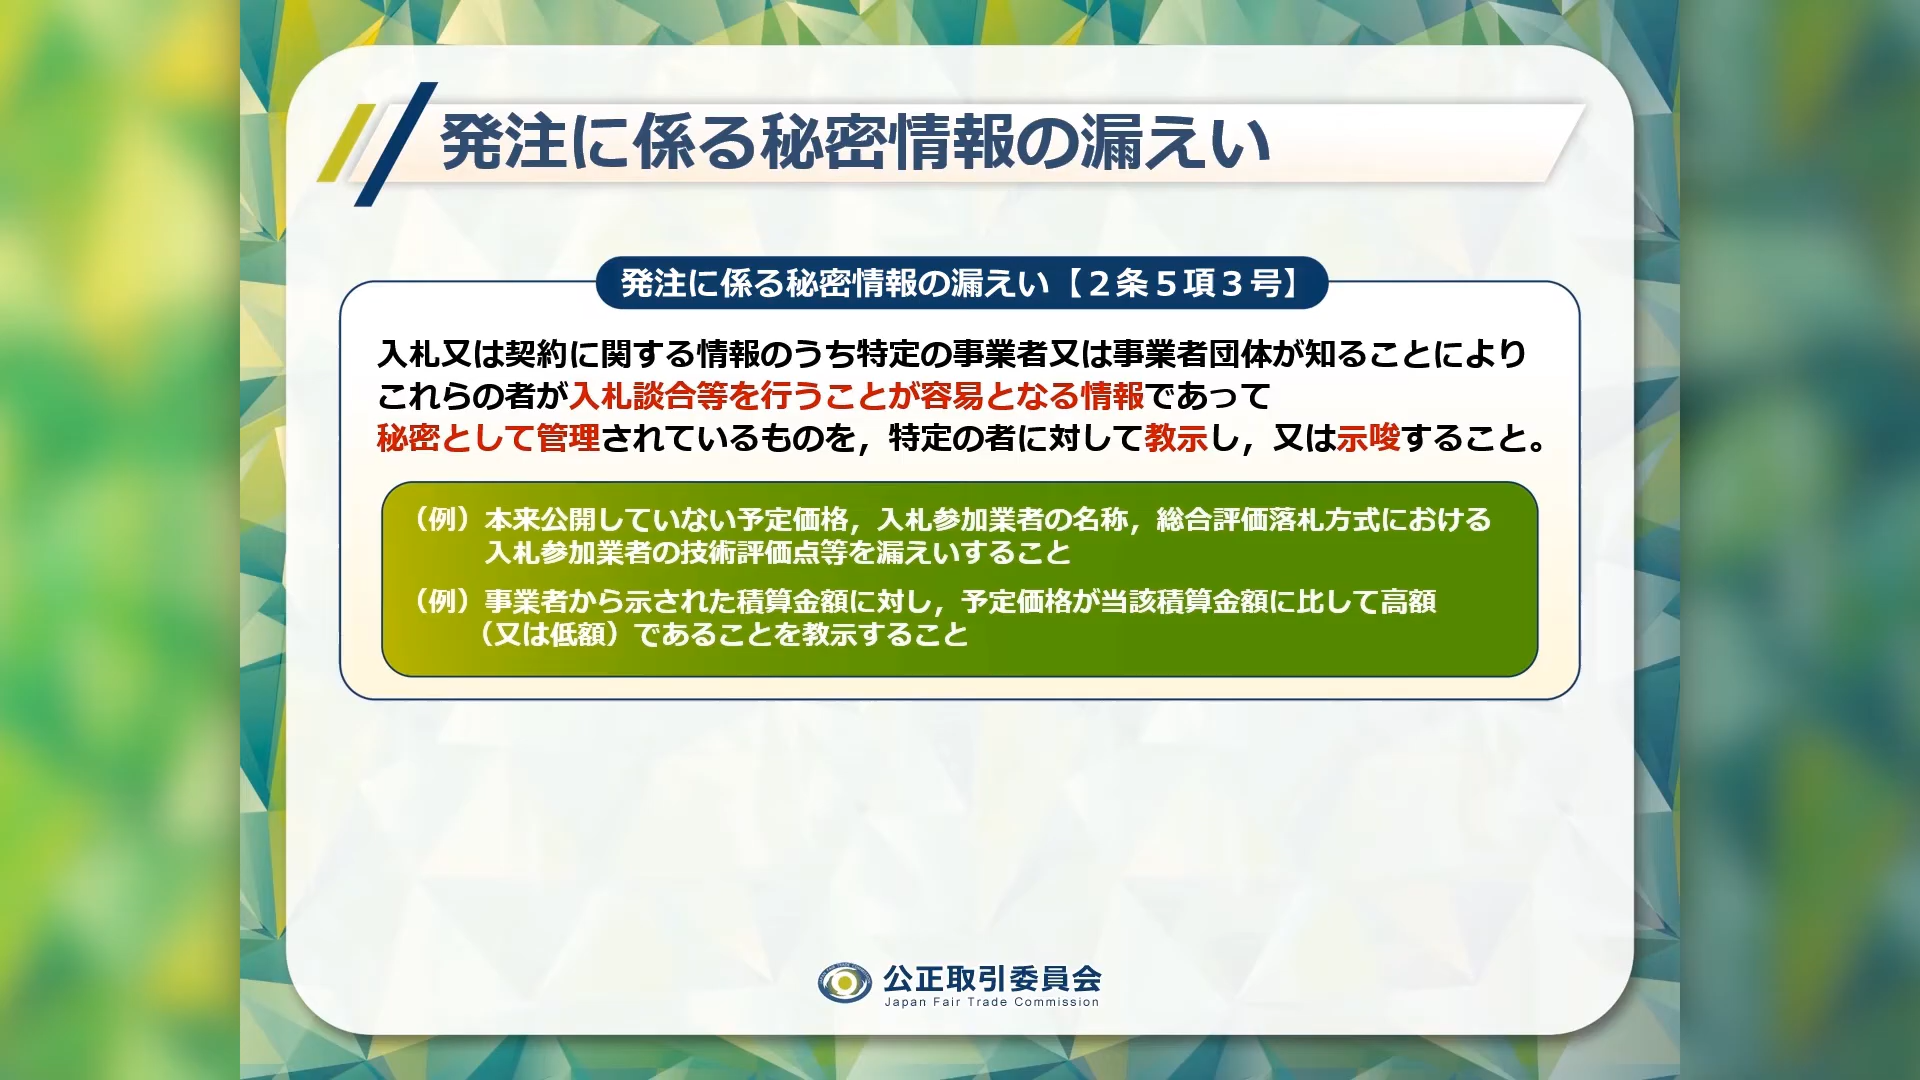 発注に係る秘密情報の漏えい
発注に係る秘密情報の漏えい【２条５項３号】
入札又は契約に関する情報のうち特定の事業者又は事業者団体が知ることにより
これらの者が入札談合等を行うことが容易となる情報であって
秘密として管理されているものを，特定の者に対して教示し，又は示唆すること。
（例）本来公開していない予定価格，入札参加業者の名称，総合評価落札方式における
入札参加業者の技術評価点等を漏えいすること
（例）事業者から示された積算金額に対し，予定価格が当該積算金額に比して高額
（又は低額）であることを教示すること
公正取引委員会
Japan Fair Trade Commission